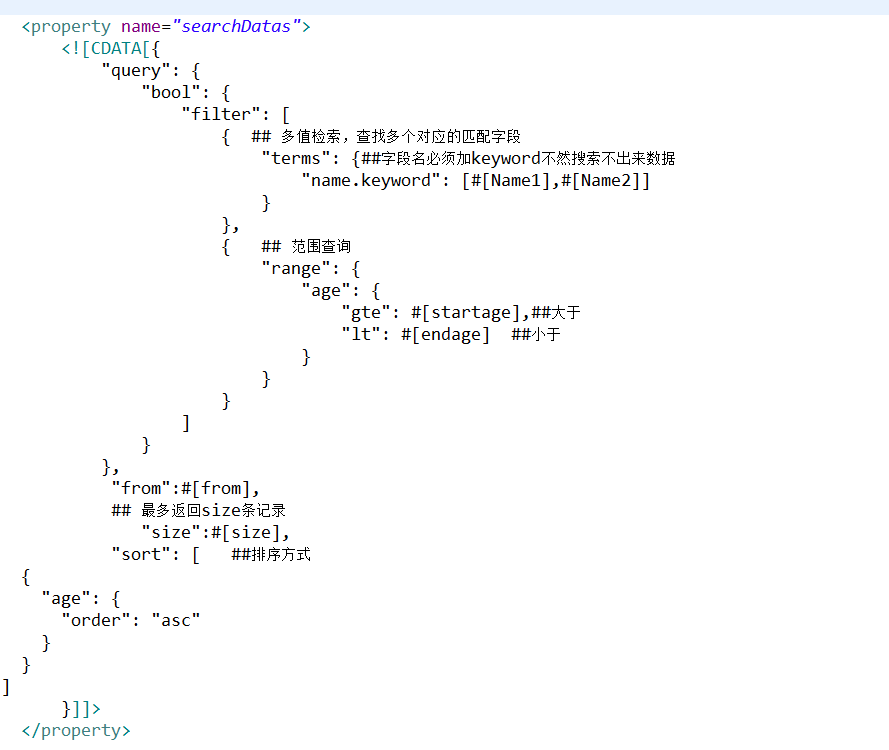 <property name="searchDatas">
<![CDATA[{
"query": {
"bool": {
"filter": [
{  ## 多值检索，查找多个对应的匹配字段
"terms": {##字段名必须加keyword不然搜索不出来数据
"name.keyword": [#[Name1],#[Name2]]
}
},
{   ## 范围查询
"range": {
"age": {
"gte": #[startage],##大于
"lt": #[endage]  ##小于
}
}
}
]
}
},
"from":#[from],
## 最多返回size条记录
"size":#[size],
"sort": [   ##排序方式
{
"age": {
"order": "asc"
}
}
]
}]]>
</property>